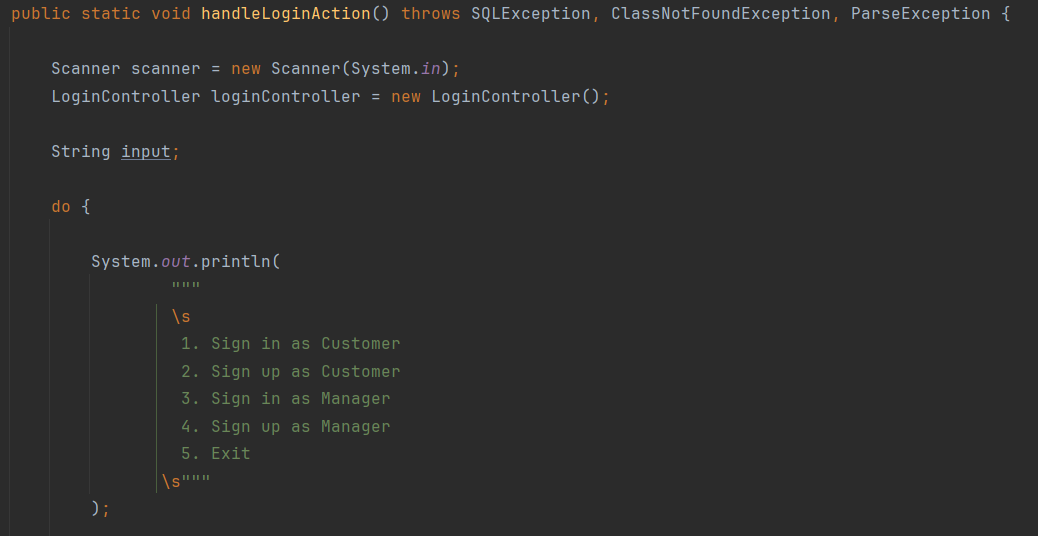 public static void handleLoginAction() throws SQLException, ClassNotFoundException, ParseException {
Scanner scanner = new Scanner(System.in);
LoginController loginController = new LoginController();
String input;
do {
System.out.println(
"""
\s
1. Sign in as Customer
2. Sign up as Customer
3. Sign in as Manager
4. Sign up as Manager
5. Exit
\s"""
);